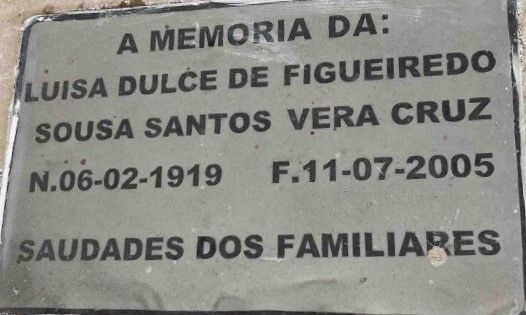 A MEMORIA DA:
LUISA DULCE DE FIGUEIREDO
SOUSA SANTOS VERA CRUZ
N.06-02-1919 F.11-07-2005
SAUDADES DOS FAMILIARES